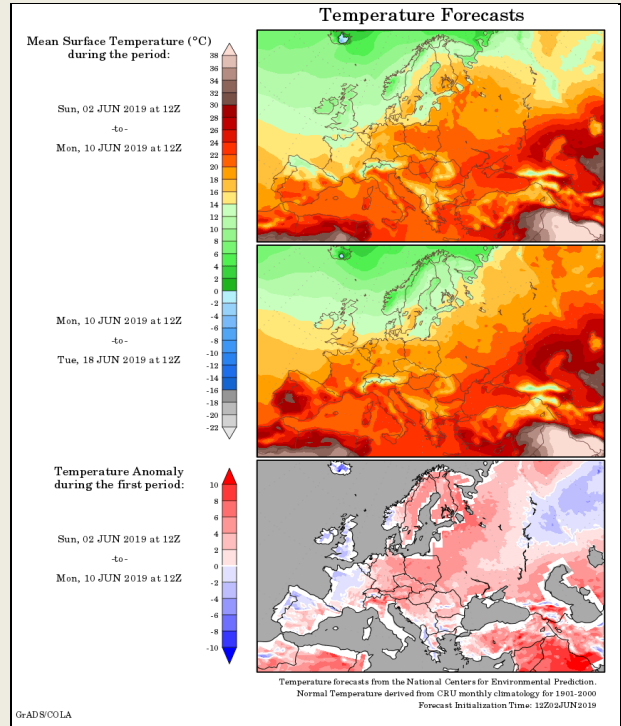 Temperature Forecasts
Mean Surface Temperature (°C)
during the period:
Sun, 02 JUN 2019 at 12Z
-to-
Mon, 10 JUN 2019 at 12Z
38
36
34
32
30
28
26
24
22
20
18
16
14
12
10
8
6
4
2
0
-2
-4
-6
-8
-10
-12
-14
-16
-18
-20
-22
Mon, 10 JUN 2019 at 12Z
-to-
Tue, 18 JUN 2019 at 12Z
Temperature Anomaly
during the first period:
Sun, 02 JUN 2019 at 12Z
-to-
Mon, 10 JUN 2019 at 12Z
10
8
6
4
2
0
-2
-4
-6
-8
-10
Temperature forecasts from the National Centers for Environmental Prediction.
Normal Temperature derived from CRU monthly climatology for 1901-2000
Forecast Initialization Time: 12Z02JUN2019
GrADS/COLA